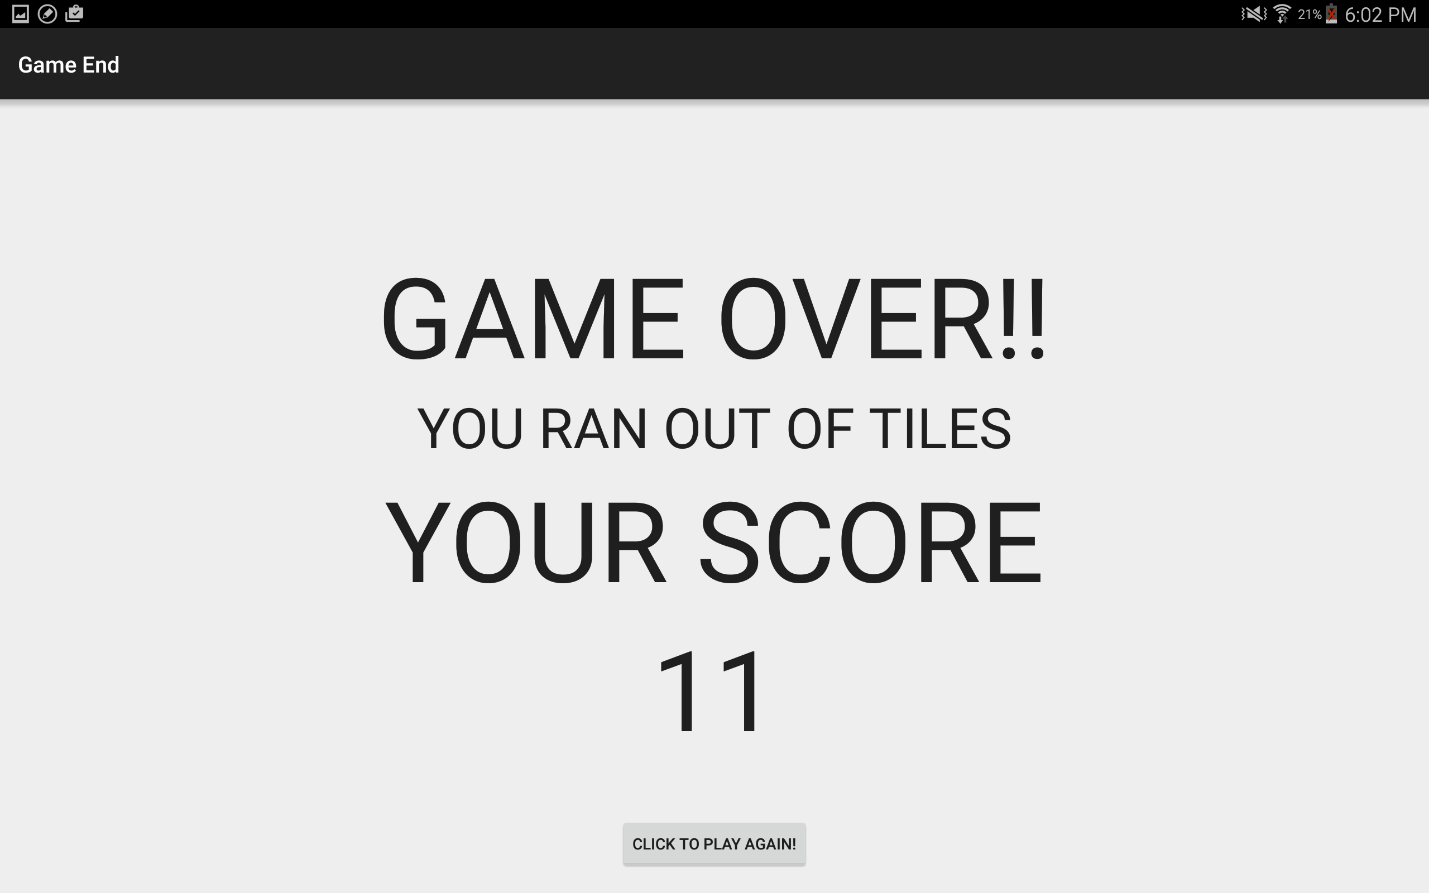 21% 6:02 PM
Game End
GAME OVER!!
YOU RAN OUT OF TILES
YOUR SCORE
11
CLICK TO PLAY AGAIN!